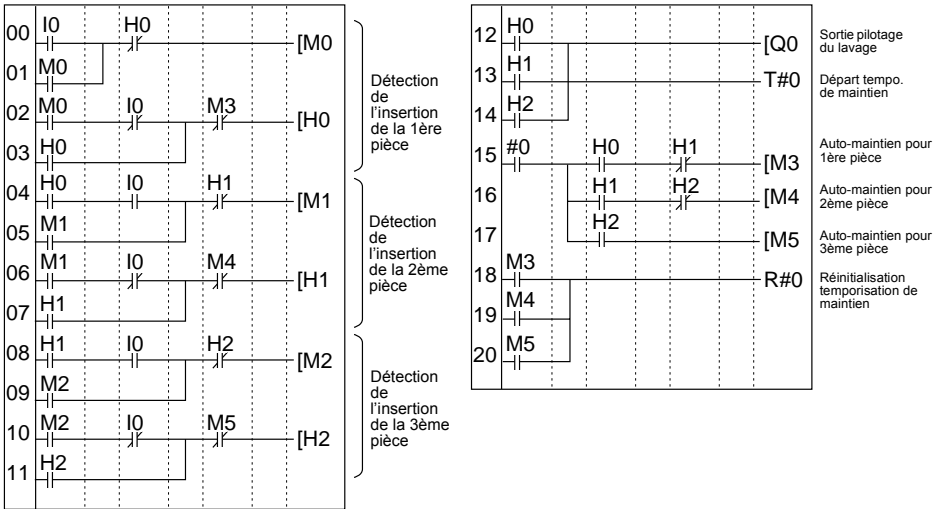 00 I0 H0 [M0
01 M0
02 M0 I0 M3 [H0
03 H0
04 H0 I0 H1 [M1
05 M1
06 M1 I0 M4 [H1
07 H1
08 H1 I0 H2 [M2
09 M2
10 M2 I0 M5 [H2
11 H2
Détection
de
l'insertion
de la 1ère
pièce
Détection
de
l'insertion
de la 2ème
pièce
Détection
de
l'insertion
de la 3ème
pièce
12 H0 [Q0
Sortie pilotage
du lavage
13 H1 T#0
Départ tempo.
de maintien
14 H2
15 #0 H0 H1 [M3
Auto-maintien pour
1ère pièce
16 H1 H2 [M4
Auto-maintien pour
2ème pièce
17 H2 [M5
Auto-maintien pour
3ème pièce
18 M3 R#0
Réinitialisation
temporisation de
maintien
19 M4
20 M5